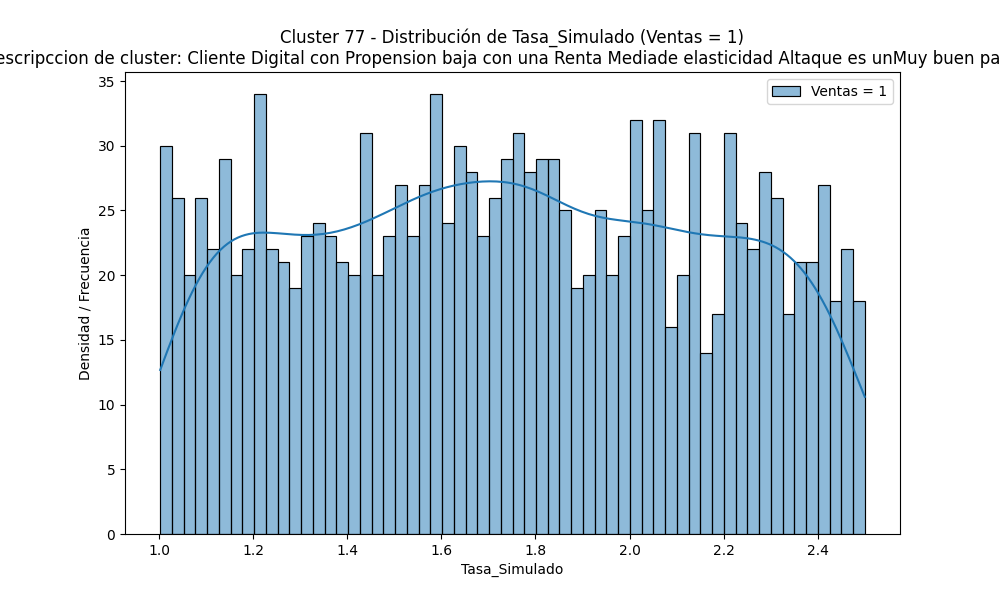 Cluster 77 - Distribución de Tasa_Simulado (Ventas = 1)
escripccion de cluster: Cliente Digital con Propension baja con una Renta Mediade elasticidad Altaque es unMuy buen pa
Ventas = 1
Densidad / Frecuencia
35
30
25
20
15
10
5
0
1.0 1.2 1.4 1.6 1.8 2.0 2.2 2.4
Tasa_Simulado